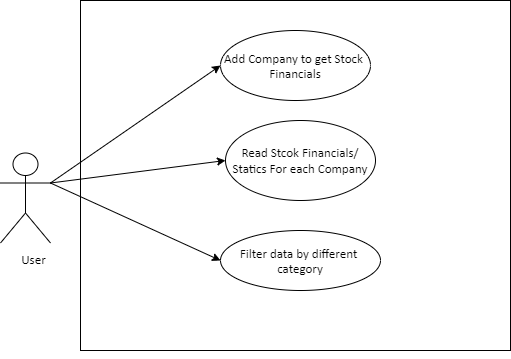 Add Company to get Stock
Financials
Read Stcok Financials/
Statics For each Company
Filter data by different
category
User